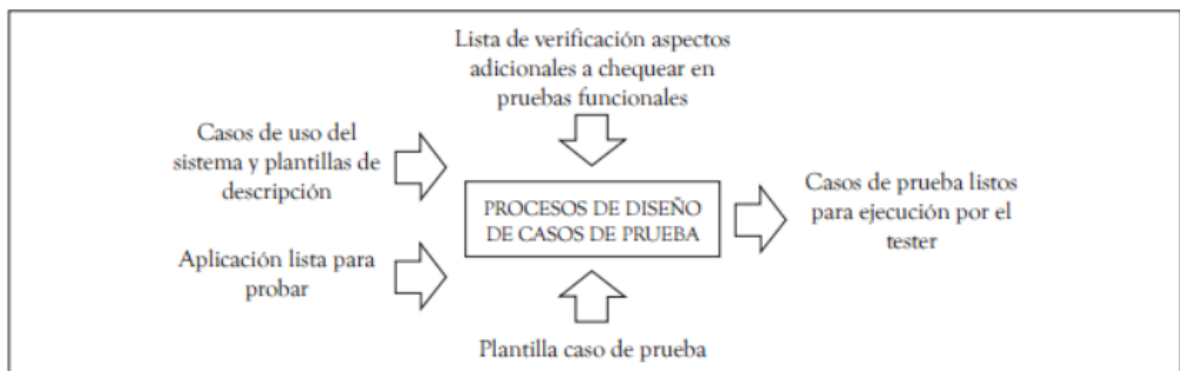 Lista de verificación aspectos
adicionales a chequear en
pruebas funcionales
Casos de uso del
sistema y plantillas de
descripción
PROCESOS DE DISEÑO
DE CASOS DE PRUEBA
Casos de prueba listos
para ejecución por el
tester
Aplicación lista para
probar
Plantilla caso de prueba